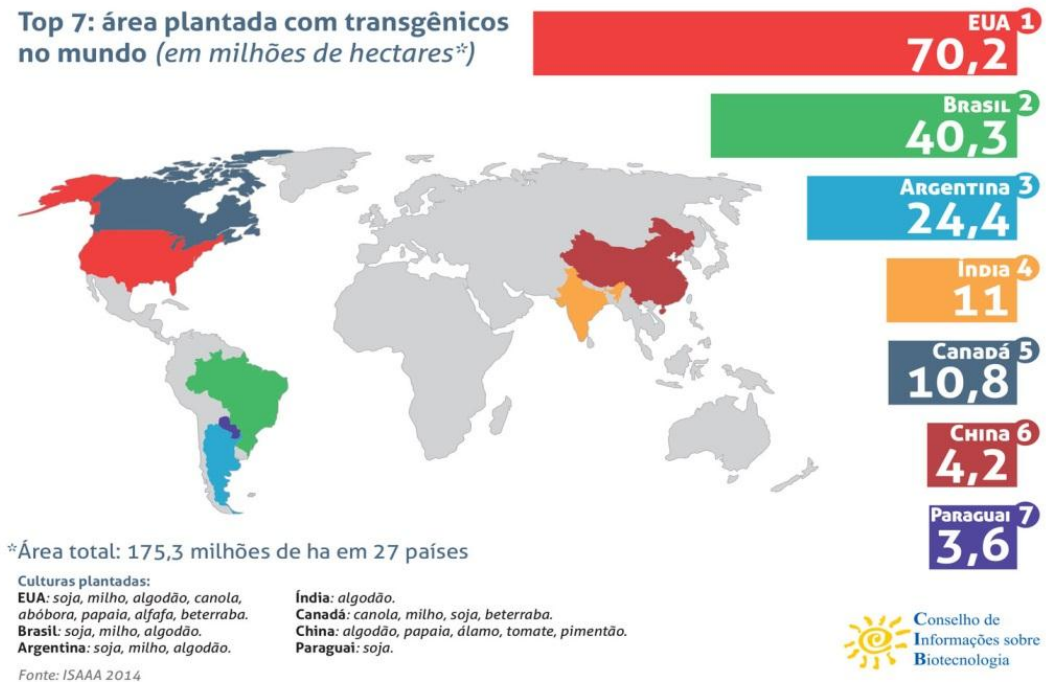 Top 7: área plantada com transgênicos
no mundo (em milhões de hectares*)
EUA 1
70,2
Brasil 2
40,3
Argentina 3
24,4
Índia 4
11
Canadá 5
10,8
China 6
4,2
Paraguai 7
3,6
*Área total: 175,3 milhões de ha em 27 países
Culturas plantadas:
EUA: soja, milho, algodão, canola,
abóbora, papaia, alfafa, beterraba.
Brasil: soja, milho, algodão.
Argentina: soja, milho, algodão.
Índia: algodão.
Canadá: canola, milho, soja, beterraba.
China: algodão, papaia, álamo, tomate, pimentão.
Paraguai: soja.
Fonte: ISAAA 2014
Conselho de
Informações sobre
Biotecnologia